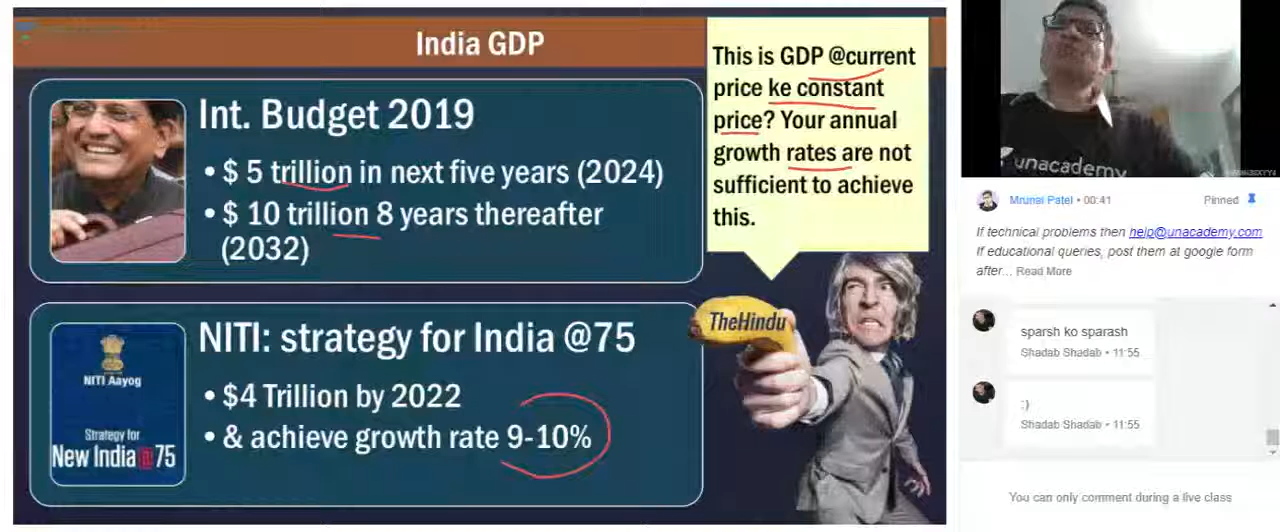 India GDP
Int. Budget 2019
• $ 5 trillion in next five years (2024)
• $ 10 trillion 8 years thereafter
(2032)
This is GDP @current
price ke constant
price? Your annual
growth rates are not
sufficient to achieve
this.
TheHindu
NITI: strategy for India @75
• $4 Trillion by 2022
• & achieve growth rate 9-10%
NITI Aayog
Strategy for
New India @ 75
unacademy
Mrunal Patel • 00:41
Pinned
If technical problems then help@unacademy.com
If educational queries, post them at google form
after... Read More
sparsh ko sparash
Shadab Shadab • 11:55
:)
Shadab Shadab • 11:55
You can only comment during a live class